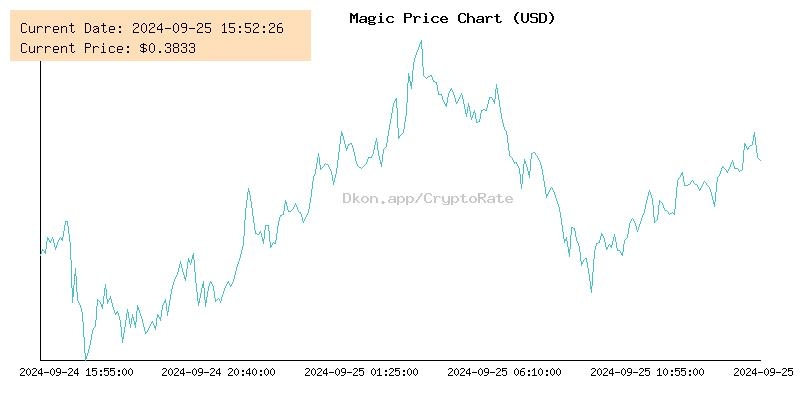 Magic Price Chart (USD)
Current Date: 2024-09-25 15:52:26
Current Price: $0.3833
Dkon.app/CryptoRate
2024-09-24 15:55:00 2024-09-24 20:40:00 2024-09-25 01:25:00 2024-09-25 06:10:00 2024-09-25 10:55:00 2024-09-25